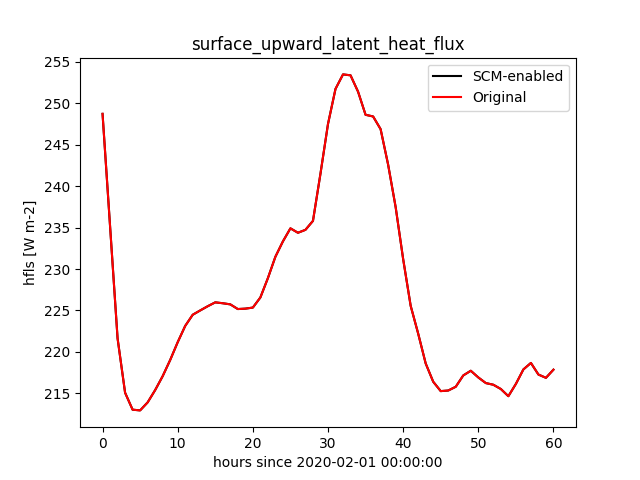 surface_upward_latent_heat_flux
SCM-enabled
Original
hfls [W m-2]
255
250
245
240
235
230
225
220
215
0 10 20 30 40 50 60
hours since 2020-02-01 00:00:00